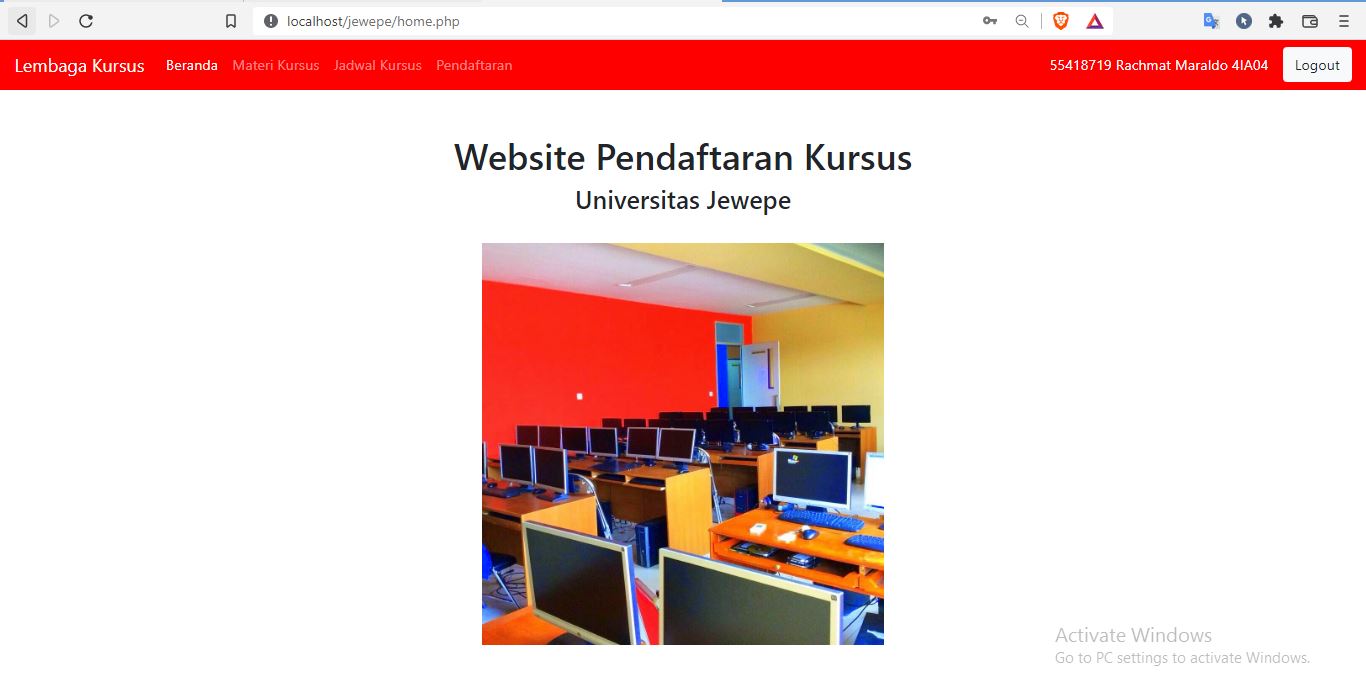 localhost/jewepe/home.php
Lembaga Kursus Beranda Materi Kursus Jadwal Kursus Pendaftaran 55418719 Rachmat Maraldo 4IA04 Logout
Website Pendaftaran Kursus
Universitas Jewepe
Activate Windows
Go to PC settings to activate Windows.